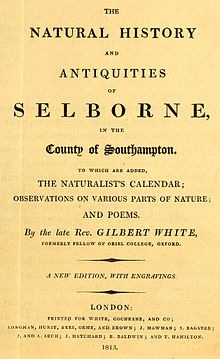 THE
NATURAL HISTORY
AND
ANTIQUITIES
OF
SELBORNE,
IN THE
County of Southampton.
TO WHICH ARE ADDED,
THE NATURALIST'S CALENDAR;
OBSERVATIONS ON VARIOUS PARTS OF NATURE;
AND POEMS.
By the late Rev. GILBERT WHITE,
FORMERLY FELLOW OF ORIEL COLLEGE, OXFORD.
A NEW EDITION, WITH ENGRAVINGS.
LONDON:
PRINTED FOR WHITE, COCHRANE, AND CO;
LONGMAN, HURST, REES, ORME, AND BROWN; J. MAWMAN; S. BAGSTER;
J. AND A. ARCH; J. HATCHARD; R. BALDWIN; AND T. HAMILTON.
1813.